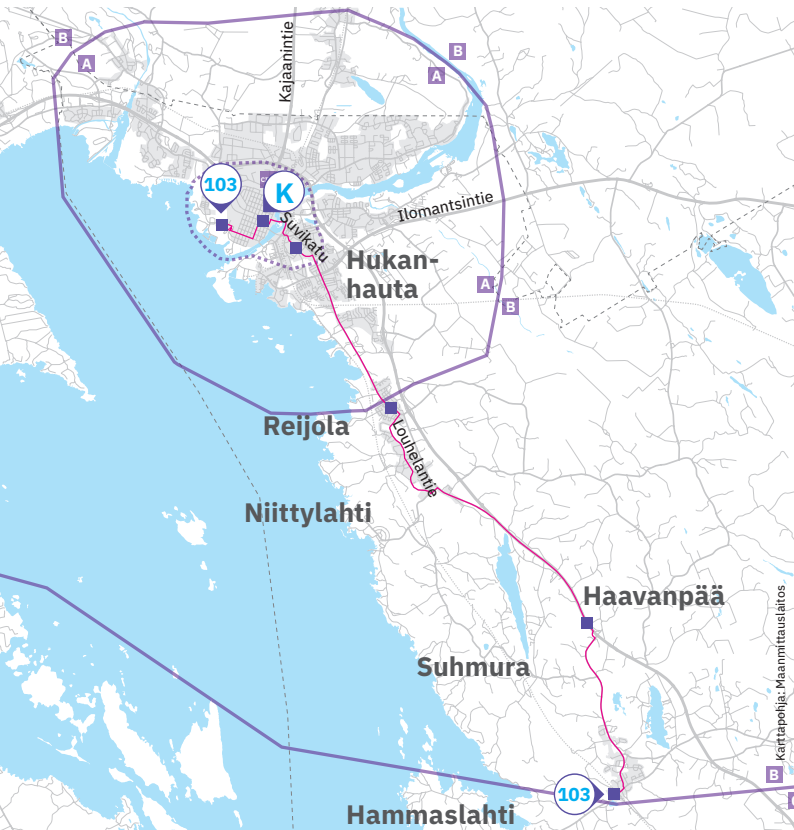 B
A
Kajaanintie
B
A
103
K
Suvikatu
Ilomantsintie
Hukan-
hauta
A
B
Reijola
Louhelantie
Niittylahti
Haavanpää
Suhmura
Karttapohja: Maanmittauslaitos
B
103
Hammaslahti